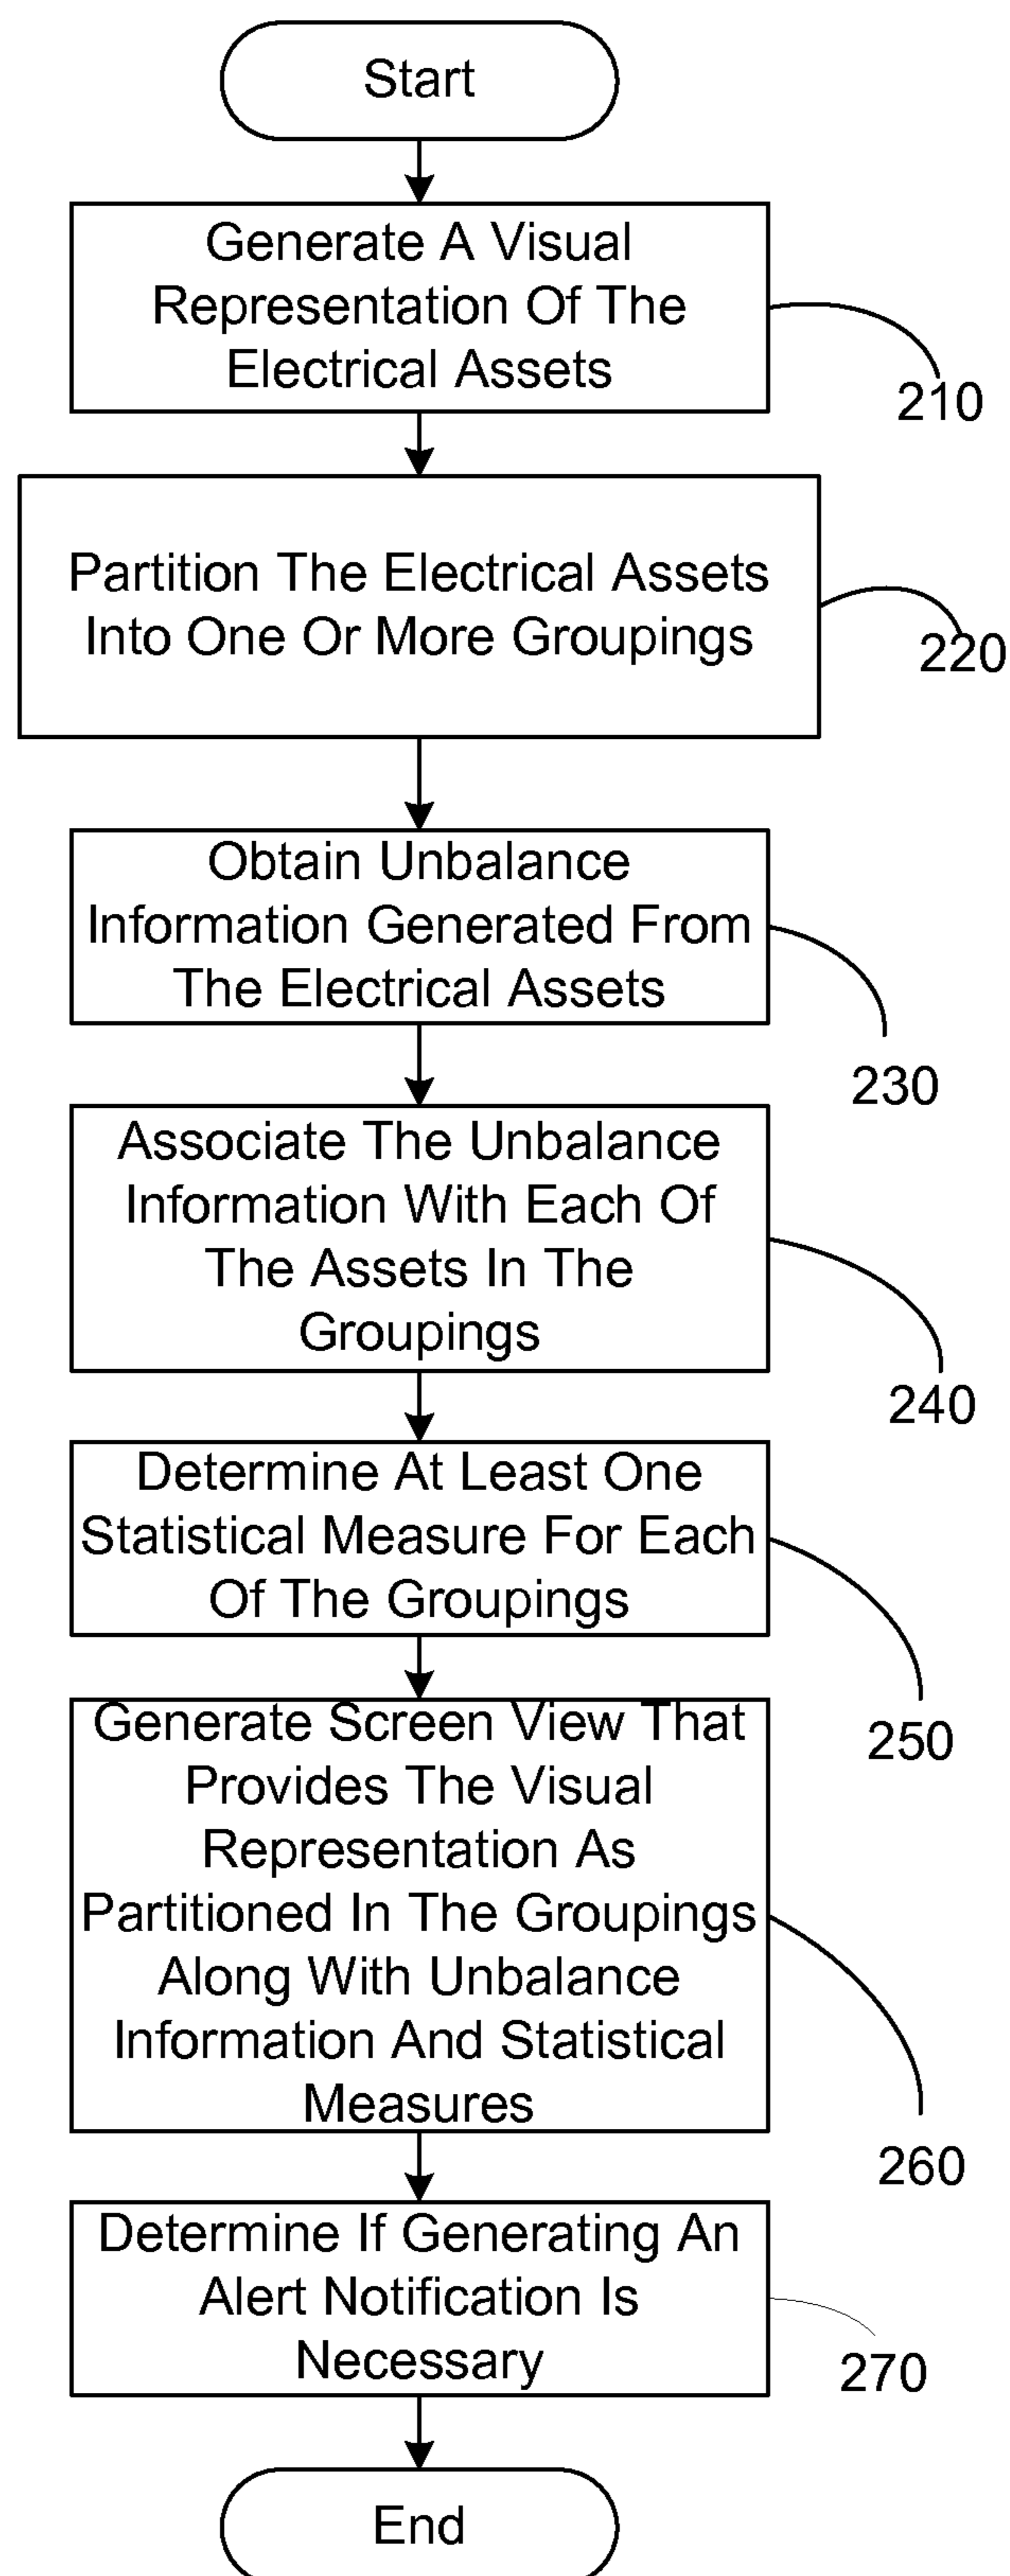 Start
Generate A Visual
Representation Of The
Electrical Assets
210
Partition The Electrical Assets
Into One Or More Groupings
220
Obtain Unbalance
Information Generated From
The Electrical Assets
230
Associate The Unbalance
Information With Each Of
The Assets In The
Groupings
240
Determine At Least One
Statistical Measure For Each
Of The Groupings
250
Generate Screen View That
Provides The Visual
Representation As
Partitioned In The Groupings
Along With Unbalance
Information And Statistical
Measures
260
Determine If Generating An
Alert Notification Is
Necessary
270
End